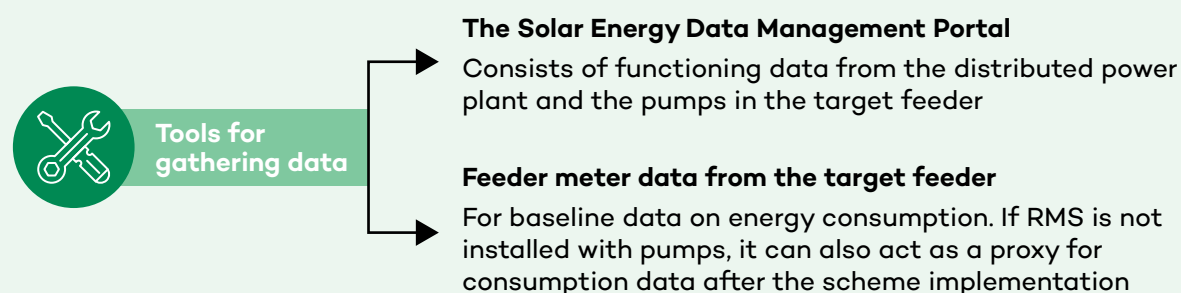 Tools for
gathering data
The Solar Energy Data Management Portal
Consists of functioning data from the distributed power
plant and the pumps in the target feeder
Feeder meter data from the target feeder
For baseline data on energy consumption. If RMS is not
installed with pumps, it can also act as a proxy for
consumption data after the scheme implementation